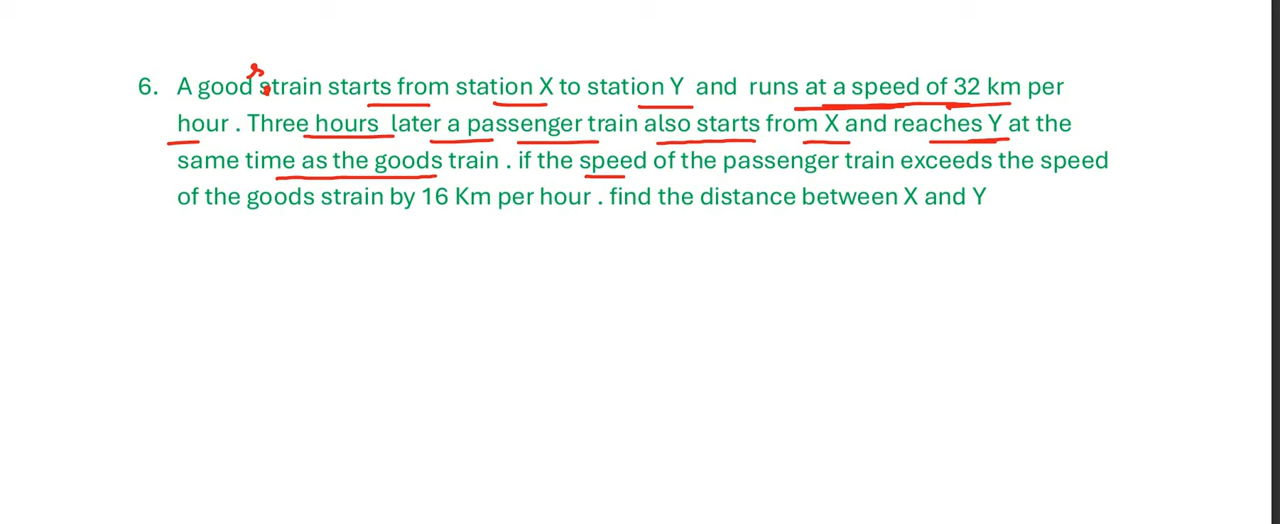 6. A good strain starts from station X to station Y and runs at a speed of 32 km per
hour . Three hours later a passenger train also starts from X and reaches Y at the
same time as the goods train . if the speed of the passenger train exceeds the speed
of the goods strain by 16 Km per hour . find the distance between X and Y